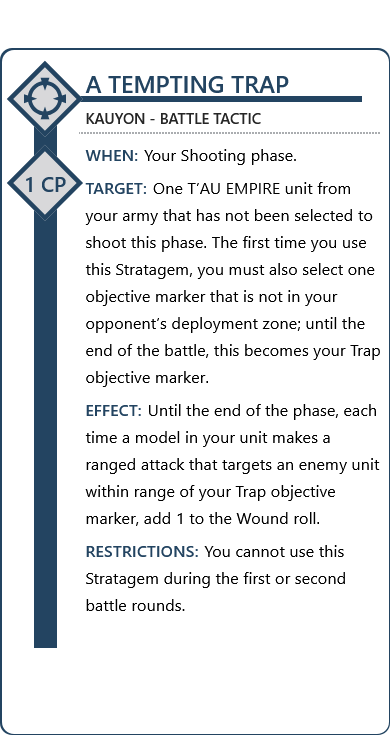 A TEMPTING TRAP
KAUYON - BATTLE TACTIC
WHEN: Your Shooting phase.
1 CP
TARGET: One T’AU EMPIRE unit from
your army that has not been selected to
shoot this phase. The first time you use
this Stratagem, you must also select one
objective marker that is not in your
opponent’s deployment zone; until the
end of the battle, this becomes your Trap
objective marker.
EFFECT: Until the end of the phase, each
time a model in your unit makes a
ranged attack that targets an enemy unit
within range of your Trap objective
marker, add 1 to the Wound roll.
RESTRICTIONS: You cannot use this
Stratagem during the first or second
battle rounds.